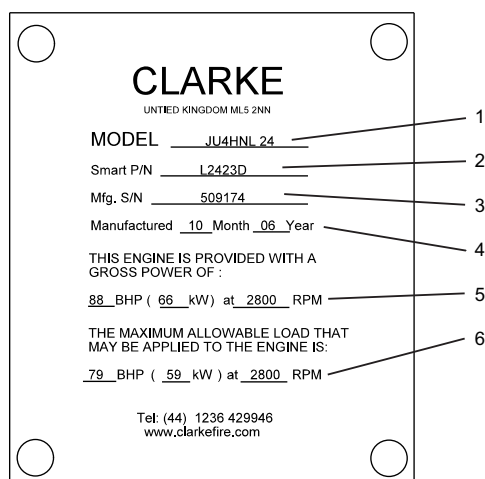 CLARKE
UNTIED KINGDOM ML5 2NN
MODEL JU4HNL 24
1
Smart P/N L2423D
2
Mfg. S/N 509174
3
Manufactured 10 Month 06 Year
4
THIS ENGINE IS PROVIDED WITH A
GROSS POWER OF :
88 BHP ( 66 kW) at 2800 RPM
5
THE MAXIMUM ALLOWABLE LOAD THAT
MAY BE APPLIED TO THE ENGINE IS:
6
79 BHP ( 59 kW ) at 2800 RPM
Tel: (44) 1236 429946
www.clarkefire.com